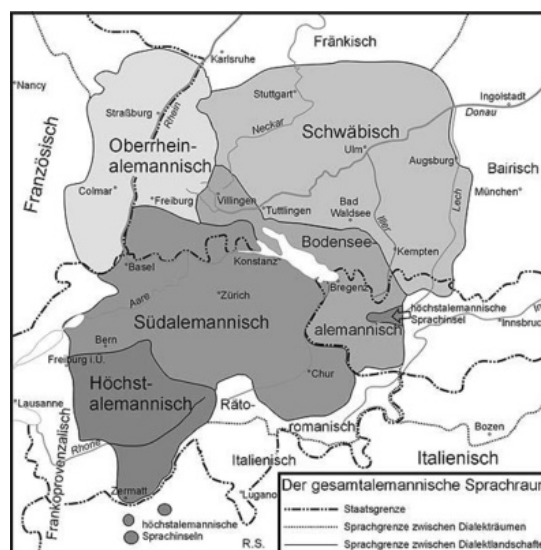 Fränkisch
Karlsruhe
Nancy
Straßburg
Rhein
Stuttgart
Neckar
Ingolstadt
Donau
Französisch
Oberrhein-
alemannisch
Schwäbisch
Ulm
Augsburg
Bairisch
Colmar
Freiburg
Villingen
Tuttlingen
Bad
Waldsee
Iller
Lech
München
Bodensee-
Kempten
Basel
Konstanz
Bregenz
Aare
Zürich
alemannisch
höchstalemannische
Sprachinsel
Innsbruck
Südalemannisch
Bern
Freiburg i.Ü.
Chur
Höchst-
alemannisch
Räto-
romanisch
Lausanne
Rhone
Frankoprovenzalisch
Italienisch
Bozen
Italienisch
Zermatt
Lugano
höchstalemannische
Sprachinseln
R.S.
Der gesamtalemannische Sprachraum
Staatsgrenze
Sprachgrenze zwischen Dialekträumen
Sprachgrenze zwischen Dialektlandschafte